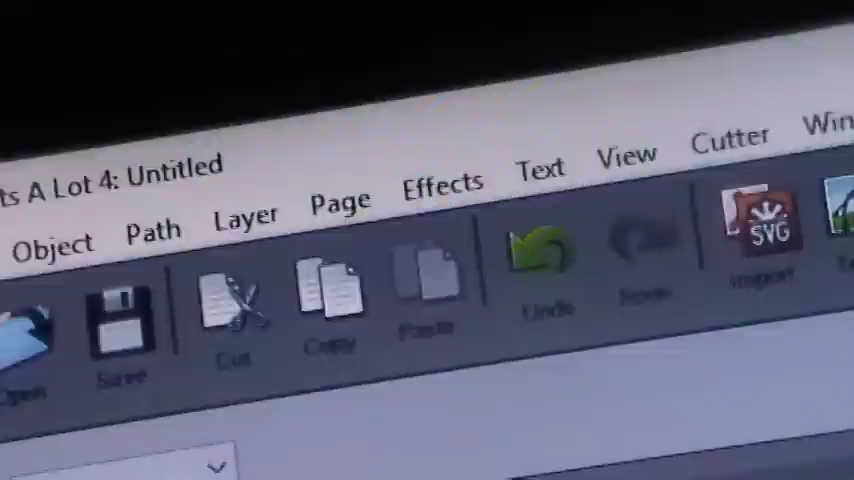 ts A Lot 4: Untitled
Object Path Layer Page Effects Text View Cutter Win
SVG
Open Save Cut Copy Paste Undo Import